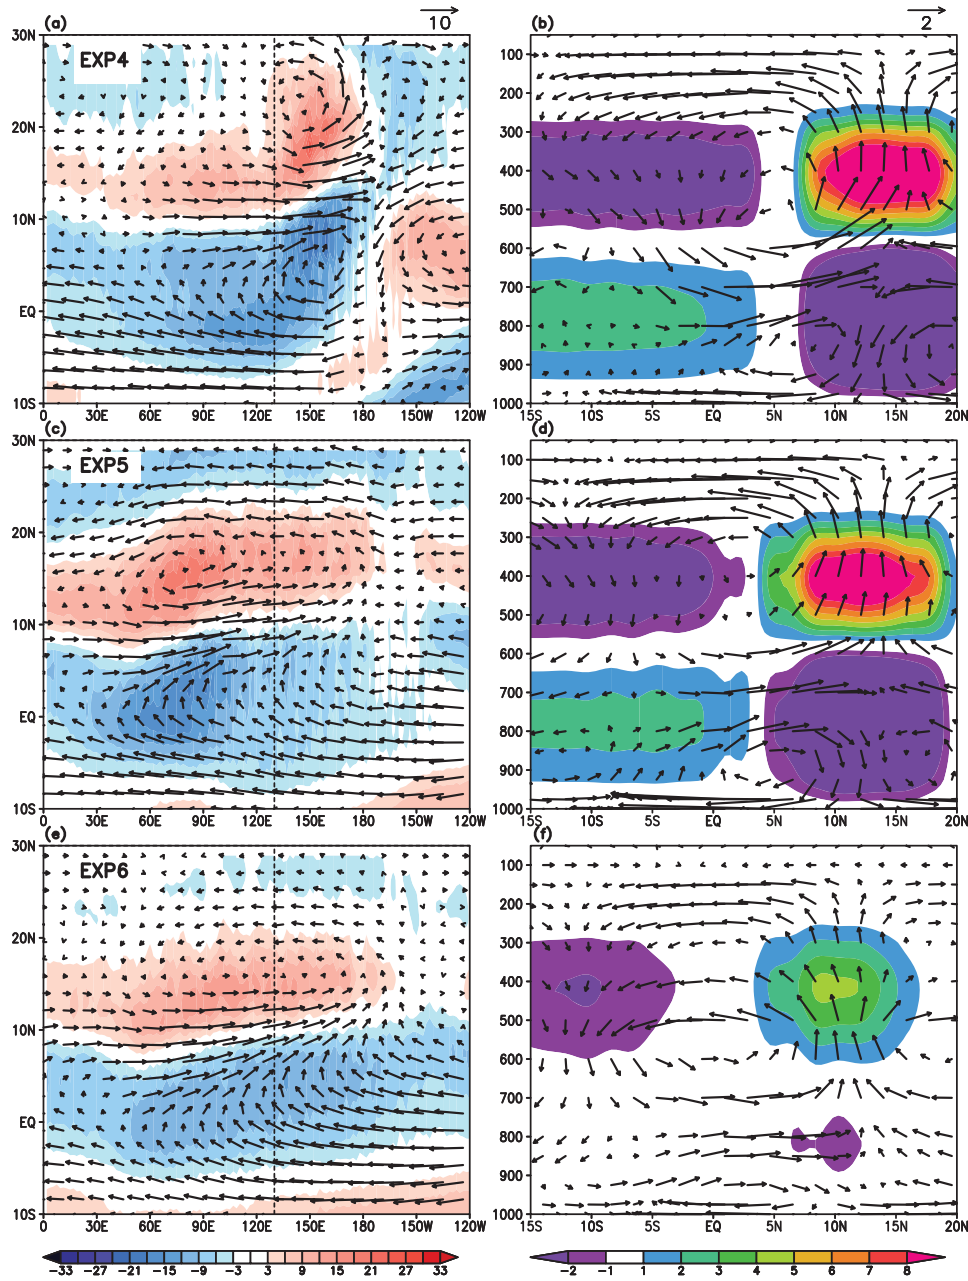 10
2
(a)
(b)
EXP4
30N
20N
10N
EQ
10S
0
30E
60E
90E
120E
150E
180
150W
120W
100
200
300
400
500
600
700
800
900
1000
15S
10S
5S
EQ
5N
10N
15N
20N
(c)
(d)
EXP5
30N
20N
10N
EQ
10S
0
30E
60E
90E
120E
150E
180
150W
120W
100
200
300
400
500
600
700
800
900
1000
15S
10S
5S
EQ
5N
10N
15N
20N
(e)
(f)
EXP6
30N
20N
10N
EQ
10S
0
30E
60E
90E
120E
150E
180
150W
120W
100
200
300
400
500
600
700
800
900
1000
15S
10S
5S
EQ
5N
10N
15N
20N
-33 -27 -21 -15 -9 -3 3 9 15 21 27 33
-2 -1 1 2 3 4 5 6 7 8